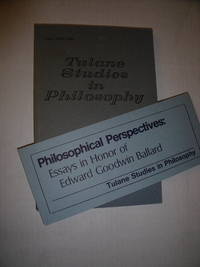 Tulane
Studies
in
Philosophy
Philosophical Perspectives:
Essays in Honor of
Edward Goodwin Ballard
Tulane Studies in Philosophy